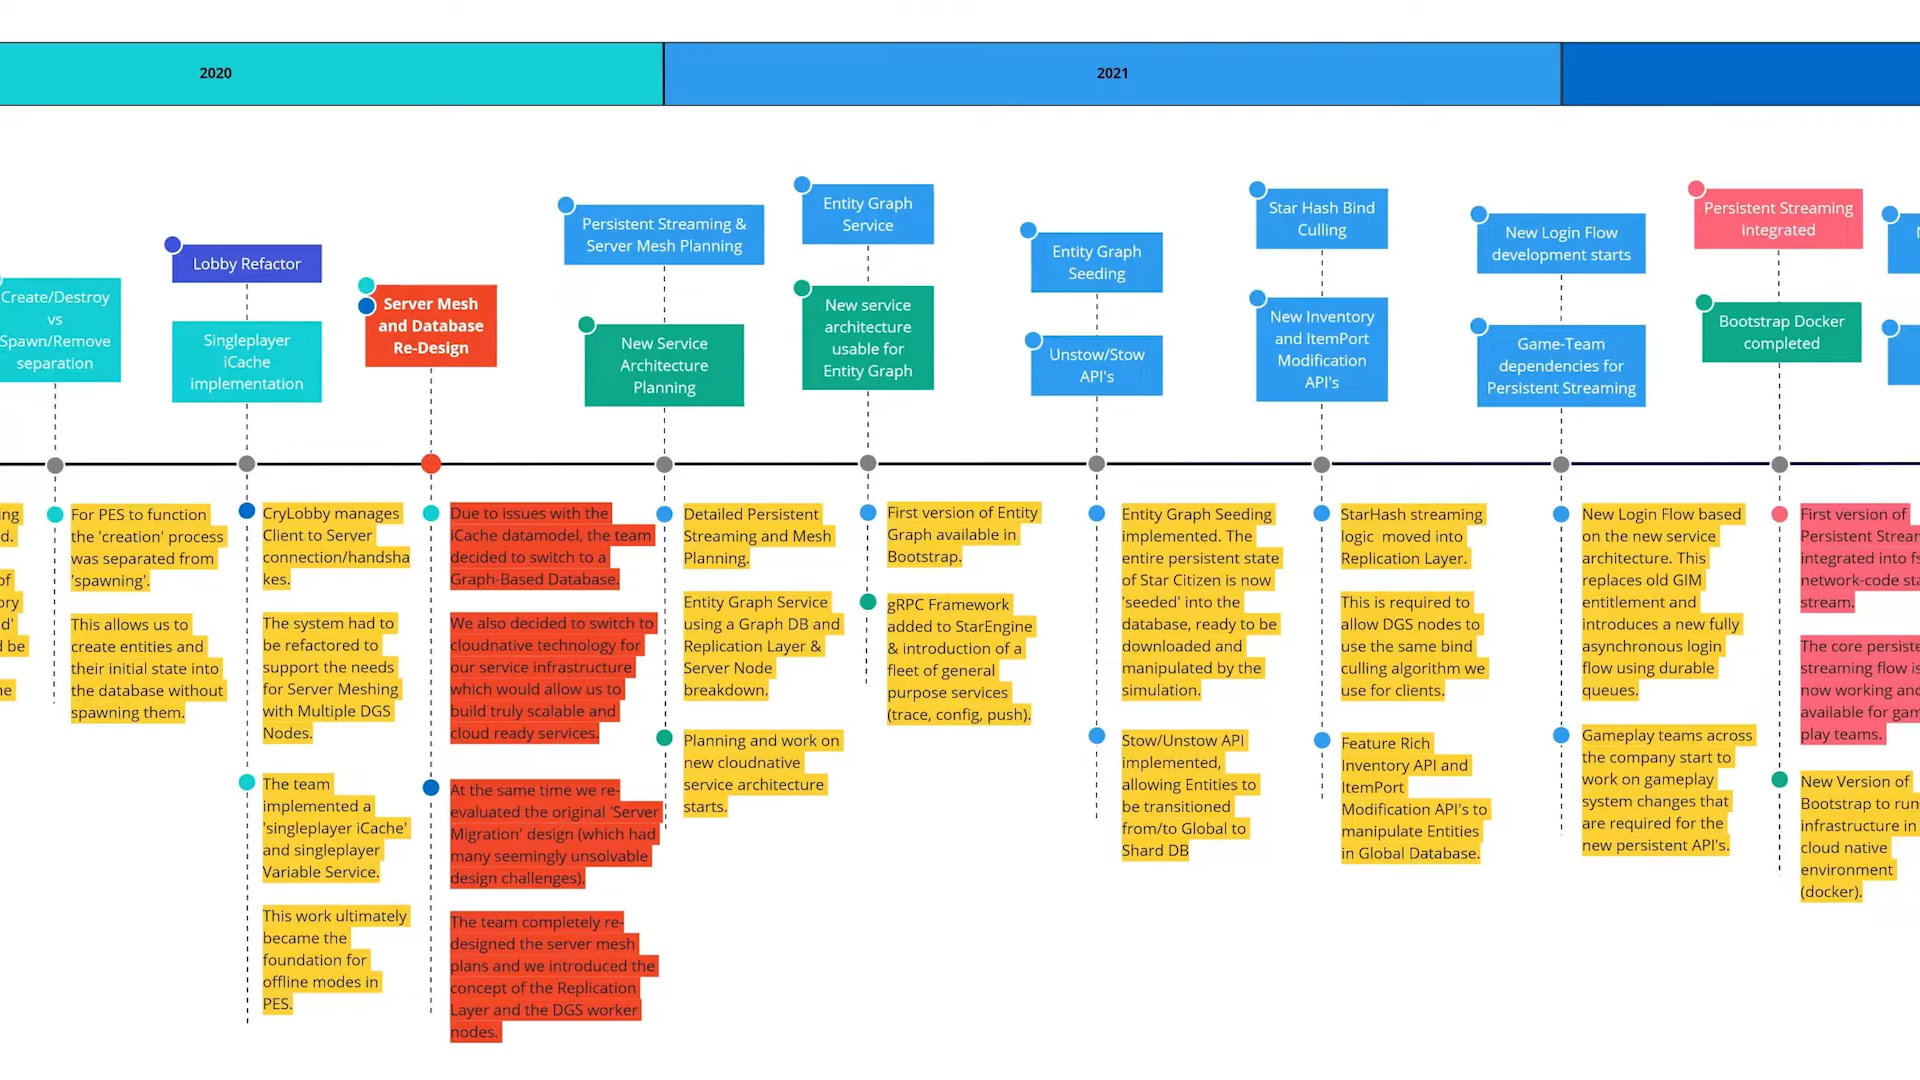 2020
2021
Create/Destroy
vs
Spawn/Remove
separation
Lobby Refactor
Singleplayer
iCache
implementation
Server Mesh
and Database
Re-Design
Persistent Streaming &
Server Mesh Planning
New Service
Architecture
Planning
Entity Graph
Service
New service
architecture
usable for
Entity Graph
Entity Graph
Seeding
Unstow/Stow
API's
Star Hash Bind
Culling
New Inventory
and ItemPort
Modification
API's
New Login Flow
development starts
Game-Team
dependencies for
Persistent Streaming
Persistent Streaming
integrated
Bootstrap Docker
completed
For PES to function
the 'creation' process
was separated from
'spawning'.
This allows us to
create entities and
their initial state into
the database without
spawning them.
CryLobby manages
Client to Server
connection/handsha
kes.
The system had to
be refactored to
support the needs
for Server Meshing
with Multiple DGS
Nodes.
The team
implemented a
'singleplayer iCache'
and singleplayer
Variable Service.
This work ultimately
became the
foundation for
offline modes in
PES.
Due to issues with the
iCache datamodel, the team
decided to switch to a
Graph-Based Database.
We also decided to switch to
cloudnative technology for
our service infrastructure
which would allow us to
build truly scalable and
cloud ready services.
At the same time we re-
evaluated the original 'Server
Migration' design (which had
many seemingly unsolvable
design challenges).
The team completely re-
designed the server mesh
plans and we introduced the
concept of the Replication
Layer and the DGS worker
nodes.
Detailed Persistent
Streaming and Mesh
Planning.
Entity Graph Service
using a Graph DB and
Replication Layer &
Server Node
breakdown.
Planning and work on
new cloudnative
service architecture
starts.
First version of Entity
Graph available in
Bootstrap.
gRPC Framework
added to StarEngine
& introduction of a
fleet of general
purpose services
(trace, config, push).
Entity Graph Seeding
implemented. The
entire persistent state
of Star Citizen is now
'seeded' into the
database, ready to be
downloaded and
manipulated by the
simulation.
Stow/Unstow API
implemented,
allowing Entities to
be transitioned
from/to Global to
Shard DB
StarHash streaming
logic moved into
Replication Layer.
This is required to
allow DGS nodes to
use the same bind
culling algorithm we
use for clients.
Feature Rich
Inventory API and
ItemPort
Modification API's to
manipulate Entities
in Global Database.
New Login Flow based
on the new service
architecture. This
replaces old GIM
entitlement and
introduces a new fully
asynchronous login
flow using durable
queues.
Gameplay teams across
the company start to
work on gameplay
system changes that
are required for the
new persistent API's.
First version of
Persistent Strear
integrated into
network-code sta
stream.
The core persiste
streaming flow is
now working and
available for gam
play teams.
New Version of
Bootstrap to run
infrastructure in
cloud native
environment
(docker).